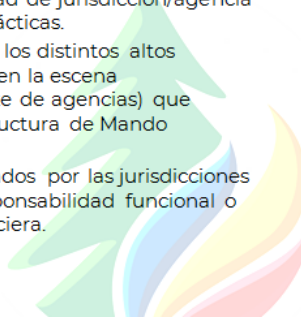 de jurisdicción/agencia
ácticas.
los distintos altos
en la escena
e de agencias) que
uctura de Mando
dos por las jurisdicciones
ponsabilidad funcional o
ciera.